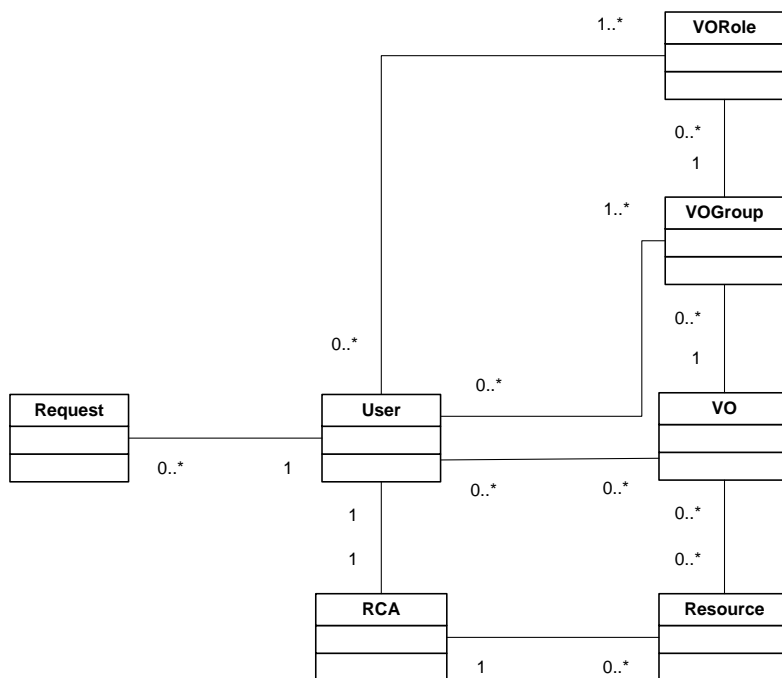 1..*
VORole
0..*
1
1..*
VOGroup
0..*
0..*
1
0..*
Request
User
VO
0..*
1
0..*
0..*
1
0..*
1
0..*
RCA
Resource
1
0..*